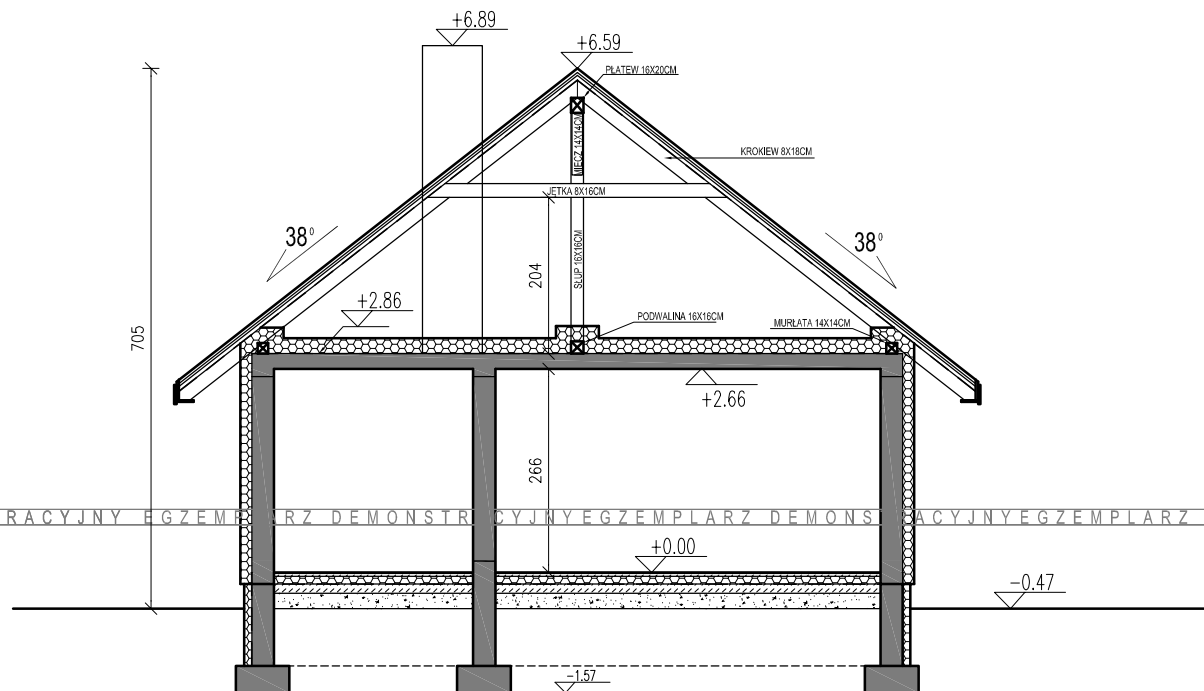 +6.89
+6.59
PŁATEW 16X20CM
MIECZ 14X14CM
KROKIEW 8X18CM
JĘTKA 8X16CM
38°
38°
204
SŁUP 16X16CM
+2.86
PODWALINA 16X16CM
MURŁATA 14X14CM
705
+2.66
266
RACYJNY EGZEMPLARZ DEMONSTRACYJNY EGZEMPLARZ DEMONSTRACYJNY EGZEMPLARZ
+0.00
-0.47
-1.57